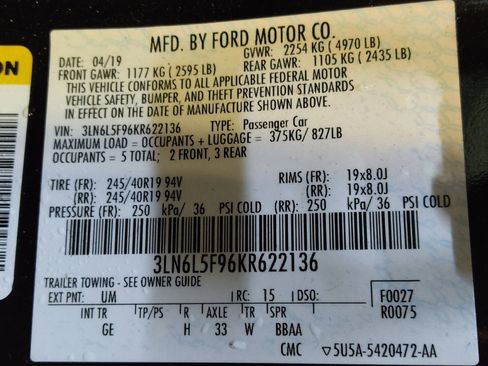 MFD. BY FORD MOTOR CO.
DATE: 04/19 GVWR: 2254 KG ( 4970 LB)
FRONT GAWR: 1177 KG ( 2595 LB) REAR GAWR: 1105 KG ( 2435 LB)
THIS VEHICLE CONFORMS TO ALL APPLICABLE FEDERAL MOTOR
VEHICLE SAFETY, BUMPER, AND THEFT PREVENTION STANDARDS
IN EFFECT ON THE DATE OF MANUFACTURE SHOWN ABOVE.
VIN: 3LN6L5F96KR622136 TYPE: Passenger Car
MAXIMUM LOAD = OCCUPANTS + LUGGAGE = 375KG/ 827LB
OCCUPANTS = 5 TOTAL; 2 FRONT, 3 REAR
TIRE (FR): 245/40R19 94V RIMS (FR): 19x8.0J
(RR): 245/40R19 94V (RR): 19x8.0J
PRESSURE (FR): 250 kPa/ 36 PSI COLD (RR): 250 kPa/ 36 PSI COLD
3LN6L5F96KR622136
TRAILER TOWING - SEE OWNER GUIDE
EXT PNT: UM RC: 15 DSO: F0027
INT TR TP/PS R AXLE TR SPR R0075
GE H 33 W BBAA
CMC ▽5U5A-5420472-AA
ON